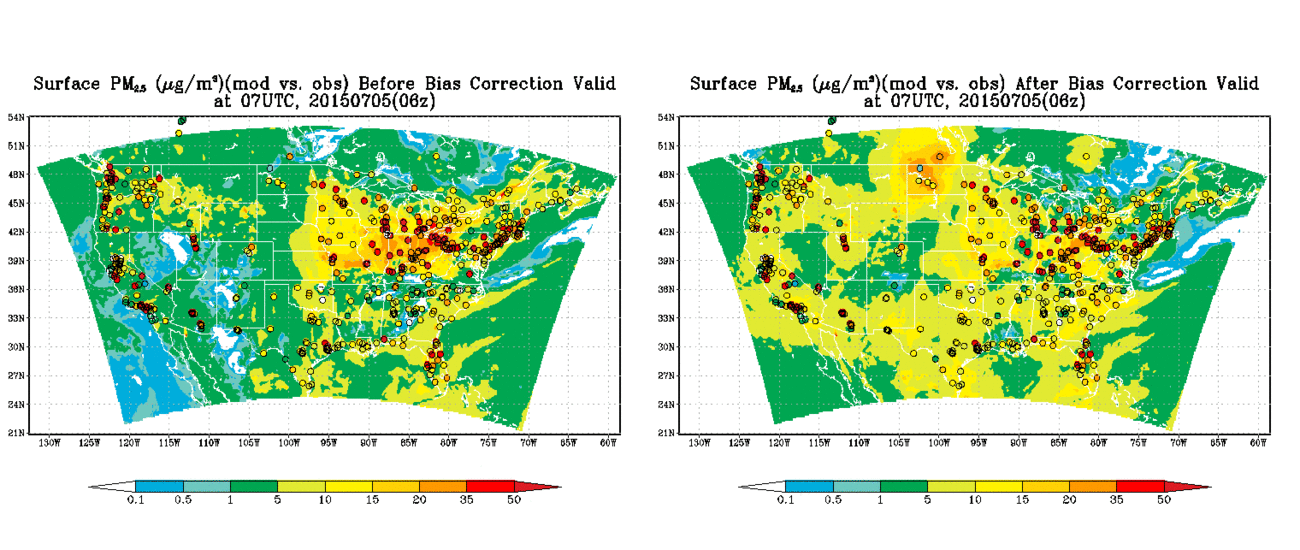 Surface PM2.5 (μg/m³)(mod vs. obs) Before Bias Correction Valid
at 07UTC, 20150705(06z)
54N
51N
48N
45N
42N
39N
36N
33N
30N
27N
24N
21N
130W 125W 120W 115W 110W 105W 100W 95W 90W 85W 80W 75W 70W 65W 60W
0.1 0.5 1 5 10 15 20 35 50
Surface PM2.5 (μg/m³)(mod vs. obs) After Bias Correction Valid
at 07UTC, 20150705(06z)
54N
51N
48N
45N
42N
39N
36N
33N
30N
27N
24N
21N
130W 125W 120W 115W 110W 105W 100W 95W 90W 85W 80W 75W 70W 65W 60W
0.1 0.5 1 5 10 15 20 35 50